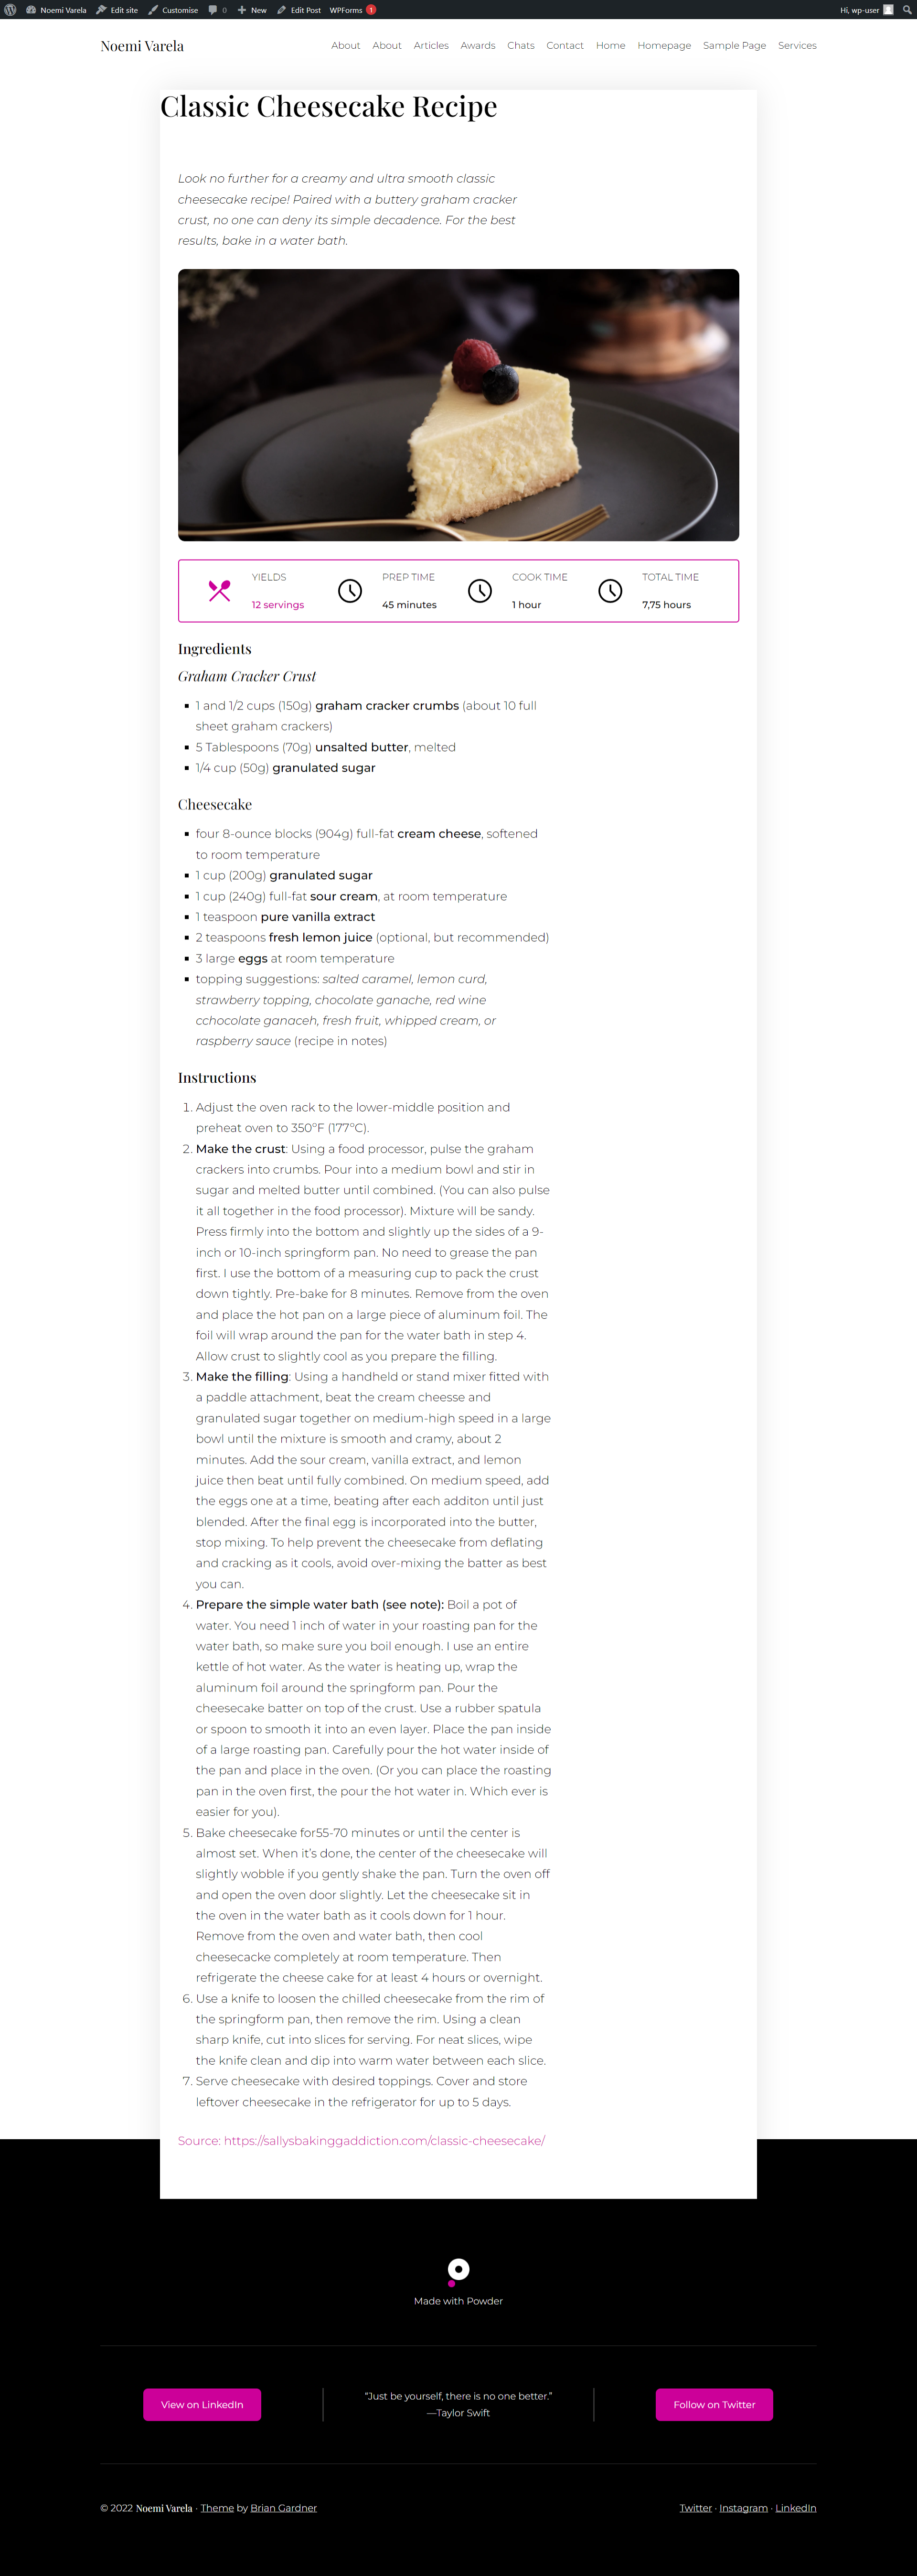 Noemi Varela Edit site Customise 0 New Edit Post WPForms 1 Hi, wp-user
Noemi Varela About About Articles Awards Chats Contact Home Homepage Sample Page Services
Classic Cheesecake Recipe
Look no further for a creamy and ultra smooth classic
cheesecake recipe! Paired with a buttery graham cracker
crust, no one can deny its simple decadence. For the best
results, bake in a water bath.
YIELDS PREP TIME COOK TIME TOTAL TIME
12 servings 45 minutes 1 hour 7,75 hours
Ingredients
Graham Cracker Crust
▪ 1 and 1/2 cups (150g) graham cracker crumbs (about 10 full
sheet graham crackers)
▪ 5 Tablespoons (70g) unsalted butter, melted
▪ 1/4 cup (50g) granulated sugar
Cheesecake
▪ four 8-ounce blocks (904g) full-fat cream cheese, softened
to room temperature
▪ 1 cup (200g) granulated sugar
▪ 1 cup (240g) full-fat sour cream, at room temperature
▪ 1 teaspoon pure vanilla extract
▪ 2 teaspoons fresh lemon juice (optional, but recommended)
▪ 3 large eggs at room temperature
▪ topping suggestions: salted caramel, lemon curd,
strawberry topping, chocolate ganache, red wine
cchocolate ganaceh, fresh fruit, whipped cream, or
raspberry sauce (recipe in notes)
Instructions
1. Adjust the oven rack to the lower-middle position and
preheat oven to 350°F (177°C).
2. Make the crust: Using a food processor, pulse the graham
crackers into crumbs. Pour into a medium bowl and stir in
sugar and melted butter until combined. (You can also pulse
it all together in the food processor). Mixture will be sandy.
Press firmly into the bottom and slightly up the sides of a 9-
inch or 10-inch springform pan. No need to grease the pan
first. I use the bottom of a measuring cup to pack the crust
down tightly. Pre-bake for 8 minutes. Remove from the oven
and place the hot pan on a large piece of aluminum foil. The
foil will wrap around the pan for the water bath in step 4.
Allow crust to slightly cool as you prepare the filling.
3. Make the filling: Using a handheld or stand mixer fitted with
a paddle attachment, beat the cream cheesse and
granulated sugar together on medium-high speed in a large
bowl until the mixture is smooth and cramy, about 2
minutes. Add the sour cream, vanilla extract, and lemon
juice then beat until fully combined. On medium speed, add
the eggs one at a time, beating after each additon until just
blended. After the final egg is incorporated into the butter,
stop mixing. To help prevent the cheesecake from deflating
and cracking as it cools, avoid over-mixing the batter as best
you can.
4. Prepare the simple water bath (see note): Boil a pot of
water. You need 1 inch of water in your roasting pan for the
water bath, so make sure you boil enough. I use an entire
kettle of hot water. As the water is heating up, wrap the
aluminum foil around the springform pan. Pour the
cheesecake batter on top of the crust. Use a rubber spatula
or spoon to smooth it into an even layer. Place the pan inside
of a large roasting pan. Carefully pour the hot water inside of
the pan and place in the oven. (Or you can place the roasting
pan in the oven first, the pour the hot water in. Which ever is
easier for you).
5. Bake cheesecake for55-70 minutes or until the center is
almost set. When it's done, the center of the cheesecake will
slightly wobble if you gently shake the pan. Turn the oven off
and open the oven door slightly. Let the cheesecake sit in
the oven in the water bath as it cools down for 1 hour.
Remove from the oven and water bath, then cool
cheesecacke completely at room temperature. Then
refrigerate the cheese cake for at least 4 hours or overnight.
6. Use a knife to loosen the chilled cheesecake from the rim of
the springform pan, then remove the rim. Using a clean
sharp knife, cut into slices for serving. For neat slices, wipe
the knife clean and dip into warm water between each slice.
7. Serve cheesecake with desired toppings. Cover and store
leftover cheesecake in the refrigerator for up to 5 days.
Source: https://sallysbakinggaddiction.com/classic-cheesecake/
Made with Powder
View on LinkedIn
“Just be yourself, there is no one better.”
—Taylor Swift
Follow on Twitter
© 2022 Noemi Varela · Theme by Brian Gardner Twitter · Instagram · LinkedIn